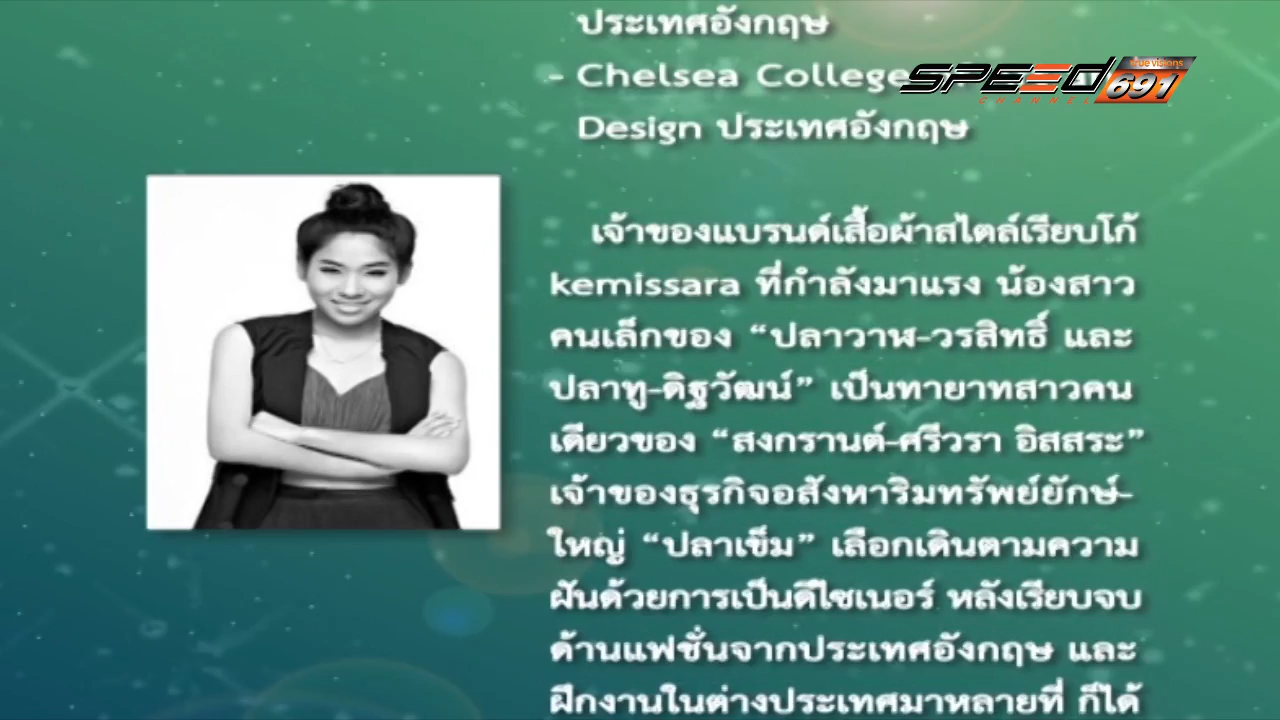 ประเทศอังกฤษ
- Chelsea College
SPEED
CHANNEL
true visions
691
Design ประเทศอังกฤษ
เจ้าของแบรนด์เสื้อผ้าสไตล์เรียบโก้
kemissara ที่กำลังมาแรง น้องสาว
คนเล็กของ “ปลาวาฬ-วรสิทธิ์ และ
ปลาทู-ดิฐวัฒน์” เป็นทายาทสาวคน
เดียวของ “สงกรานต์-ศรีวรา อิสสระ”
เจ้าของธุรกิจอสังหาริมทรัพย์ยักษ์-
ใหญ่ “ปลาเข็ม” เลือกเดินตามความ
ฝันด้วยการเป็นดีไซเนอร์ หลังเรียบจบ
ด้านแฟชั่นจากประเทศอังกฤษ และ
ฝึกงานในต่างประเทศมาหลายที่ ก็ได้